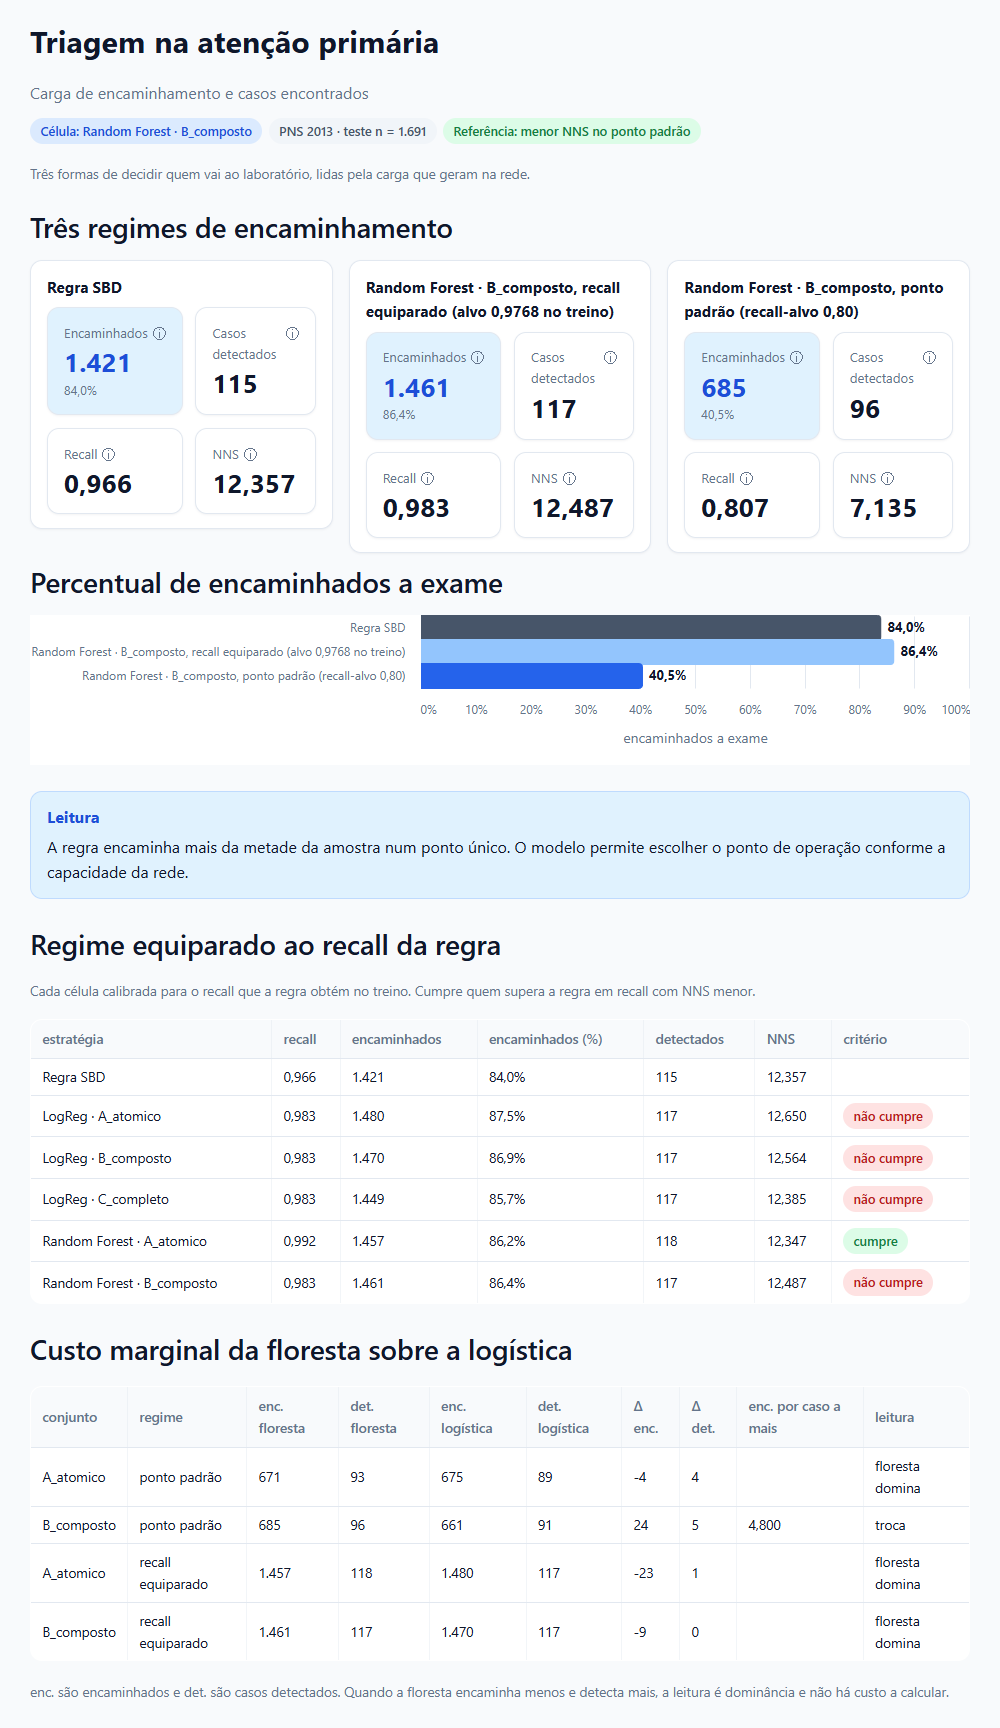 Triagem na atenção primária
Carga de encaminhamento e casos encontrados
Célula: Random Forest · B_composto PNS 2013 · teste n = 1.691 Referência: menor NNS no ponto padrão
Três formas de decidir quem vai ao laboratório, lidas pela carga que geram na rede.
Três regimes de encaminhamento
Regra SBD
Encaminhados ⓘ
1.421
84,0%
Casos detectados ⓘ
115
Recall ⓘ
0,966
NNS ⓘ
12,357
Random Forest · B_composto, recall
equiparado (alvo 0,9768 no treino)
Encaminhados ⓘ
1.461
86,4%
Casos detectados ⓘ
117
Recall ⓘ
0,983
NNS ⓘ
12,487
Random Forest · B_composto, ponto
padrão (recall-alvo 0,80)
Encaminhados ⓘ
685
40,5%
Casos detectados ⓘ
96
Recall ⓘ
0,807
NNS ⓘ
7,135
Percentual de encaminhados a exame
Regra SBD 84,0%
Random Forest · B_composto, recall equiparado (alvo 0,9768 no treino) 86,4%
Random Forest · B_composto, ponto padrão (recall-alvo 0,80) 40,5%
0% 10% 20% 30% 40% 50% 60% 70% 80% 90% 100%
encaminhados a exame
Leitura
A regra encaminha mais da metade da amostra num ponto único. O modelo permite escolher o ponto de operação conforme a
capacidade da rede.
Regime equiparado ao recall da regra
Cada célula calibrada para o recall que a regra obtém no treino. Cumpre quem supera a regra em recall com NNS menor.
estratégia recall encaminhados encaminhados (%) detectados NNS critério
Regra SBD 0,966 1.421 84,0% 115 12,357
LogReg · A_atomico 0,983 1.480 87,5% 117 12,650 não cumpre
LogReg · B_composto 0,983 1.470 86,9% 117 12,564 não cumpre
LogReg · C_completo 0,983 1.449 85,7% 117 12,385 não cumpre
Random Forest · A_atomico 0,992 1.457 86,2% 118 12,347 cumpre
Random Forest · B_composto 0,983 1.461 86,4% 117 12,487 não cumpre
Custo marginal da floresta sobre a logística
conjunto regime enc. floresta det. floresta enc. logística det. logística Δ enc. Δ det. enc. por caso a mais leitura
A_atomico ponto padrão 671 93 675 89 -4 4 floresta domina
B_composto ponto padrão 685 96 661 91 24 5 4,800 troca
A_atomico recall equiparado 1.457 118 1.480 117 -23 1 floresta domina
B_composto recall equiparado 1.461 117 1.470 117 -9 0 floresta domina
enc. são encaminhados e det. são casos detectados. Quando a floresta encaminha menos e detecta mais, a leitura é dominância e não há custo a calcular.